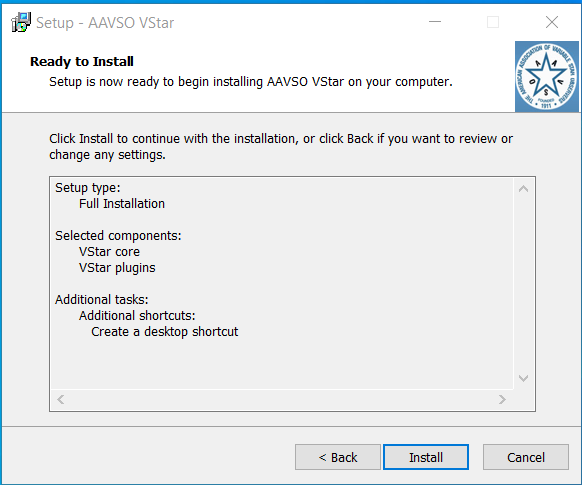 Setup - AAVSO VStar
Ready to Install
Setup is now ready to begin installing AAVSO VStar on your computer.
THE AMERICAN ASSOCIATION OF VARIABLE STAR OBSERVERS
A A V S O
FOUNDED
1911
Click Install to continue with the installation, or click Back if you want to review or
change any settings.
Setup type:
Full Installation
Selected components:
VStar core
VStar plugins
Additional tasks:
Additional shortcuts:
Create a desktop shortcut
< Back
Install
Cancel